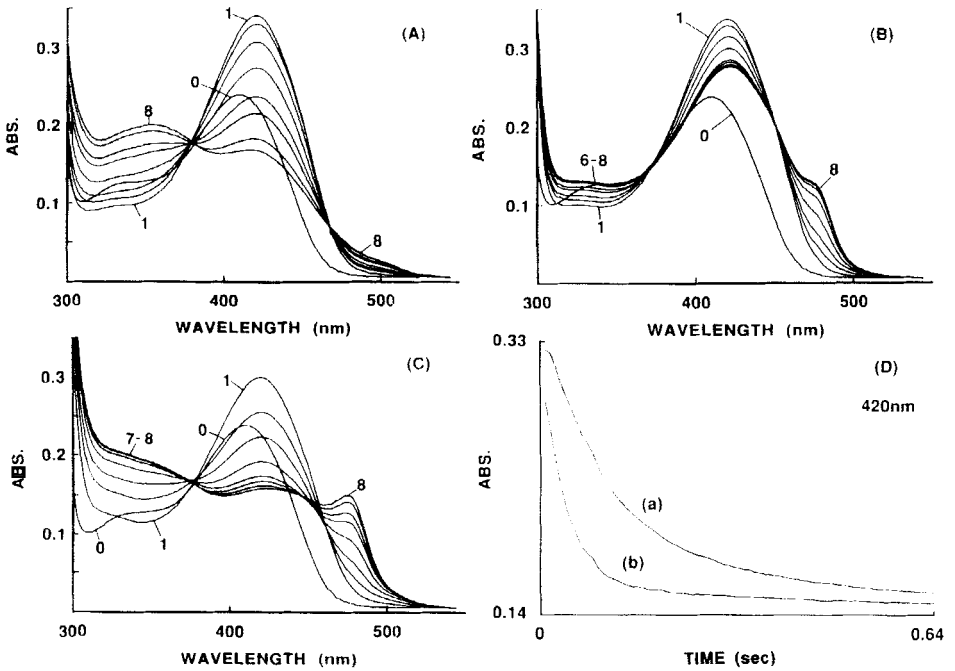 (A)
ABS.
0.3
0.2
0.1
1
0
8
1
8
300
400
500
WAVELENGTH (nm)
(B)
ABS.
0.3
0.2
0.1
1
0
6-8
8
1
300
400
500
WAVELENGTH (nm)
(C)
ABS.
0.3
0.2
0.1
1
0
7-8
8
0
1
300
400
500
WAVELENGTH (nm)
0.33
(D)
420nm
ABS.
(a)
(b)
0.14
0
0.64
TIME (sec)